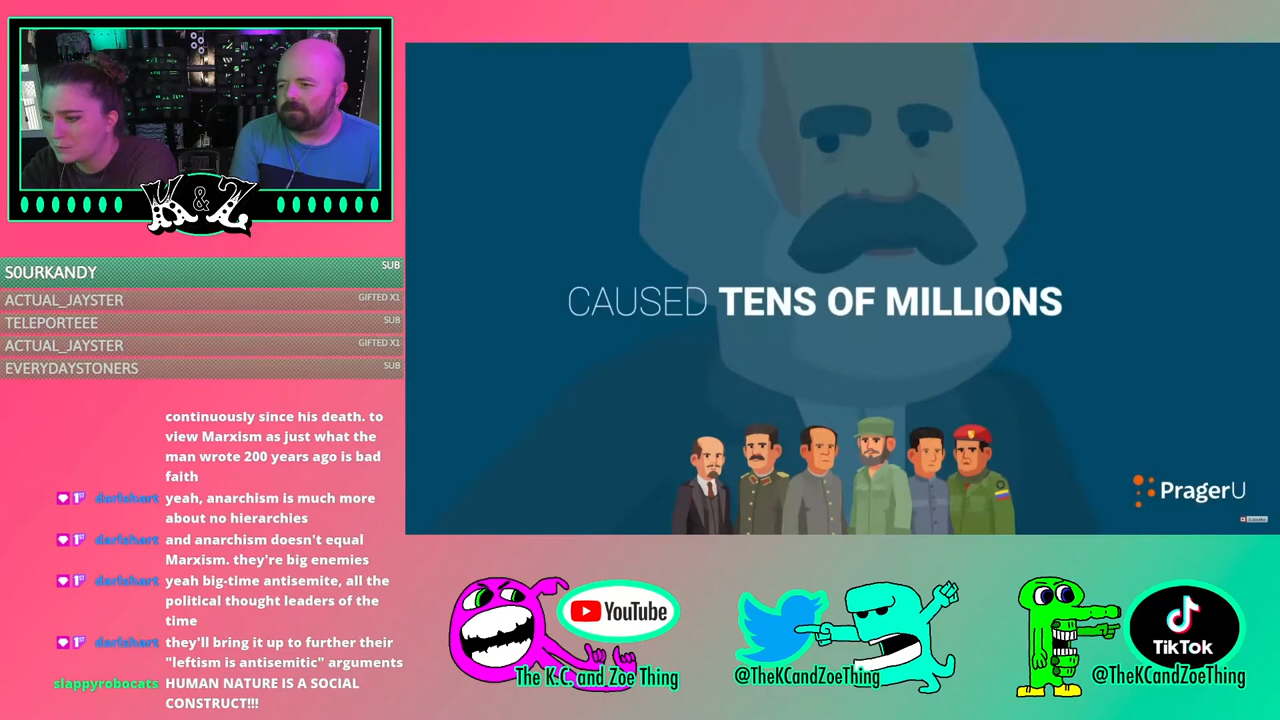 K & Z
S0URKANDY SUB
ACTUAL_JAYSTER GIFTED X1
TELEPORTEEE SUB
ACTUAL_JAYSTER GIFTED X1
EVERYDAYSTONERS SUB
continuously since his death. to
view Marxism as just what the
man wrote 200 years ago is bad
faith
darkhart yeah, anarchism is much more
about no hierarchies
darkhart and anarchism doesn't equal
Marxism. they're big enemies
darkhart yeah big-time antisemite, all the
political thought leaders of the
time
darkhart they'll bring it up to further their
"leftism is antisemitic" arguments
slappyrobocats HUMAN NATURE IS A SOCIAL
CONSTRUCT!!!
CAUSED TENS OF MILLIONS
PragerU
YouTube
The K.C. and Zoe Thing
@TheKCandZoeThing
TikTok
@TheKCandZoeThing